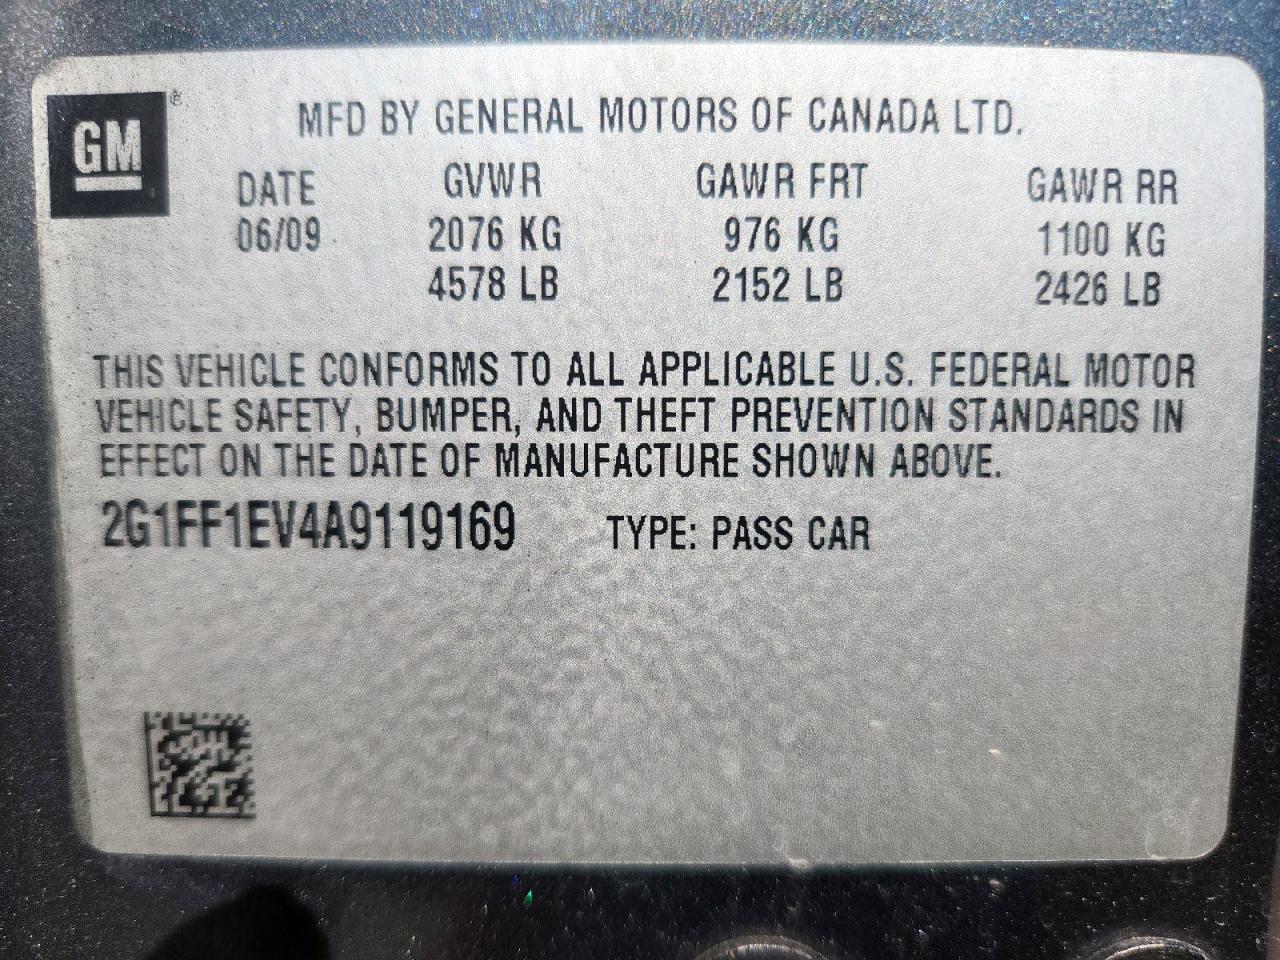 GM ®
MFD BY GENERAL MOTORS OF CANADA LTD.
DATE GVWR GAWR FRT GAWR RR
06/09 2076 KG 976 KG 1100 KG
4578 LB 2152 LB 2426 LB
THIS VEHICLE CONFORMS TO ALL APPLICABLE U.S. FEDERAL MOTOR
VEHICLE SAFETY, BUMPER, AND THEFT PREVENTION STANDARDS IN
EFFECT ON THE DATE OF MANUFACTURE SHOWN ABOVE.
2G1FF1EV4A9119169 TYPE: PASS CAR